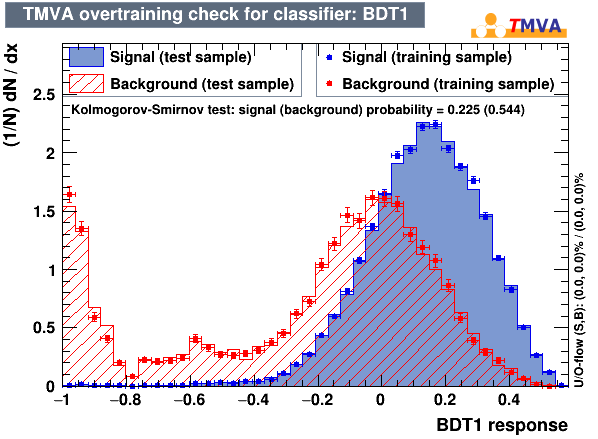 TMVA overtraining check for classifier: BDT1
TMVA
(1/N) dN / dx
Signal (test sample)
Background (test sample)
Signal (training sample)
Background (training sample)
Kolmogorov-Smirnov test: signal (background) probability = 0.225 (0.544)
2.5
2
1.5
1
0.5
0
−1 −0.8 −0.6 −0.4 −0.2 0 0.2 0.4
BDT1 response
U/O-flow (S,B): (0.0, 0.0)% / (0.0, 0.0)%